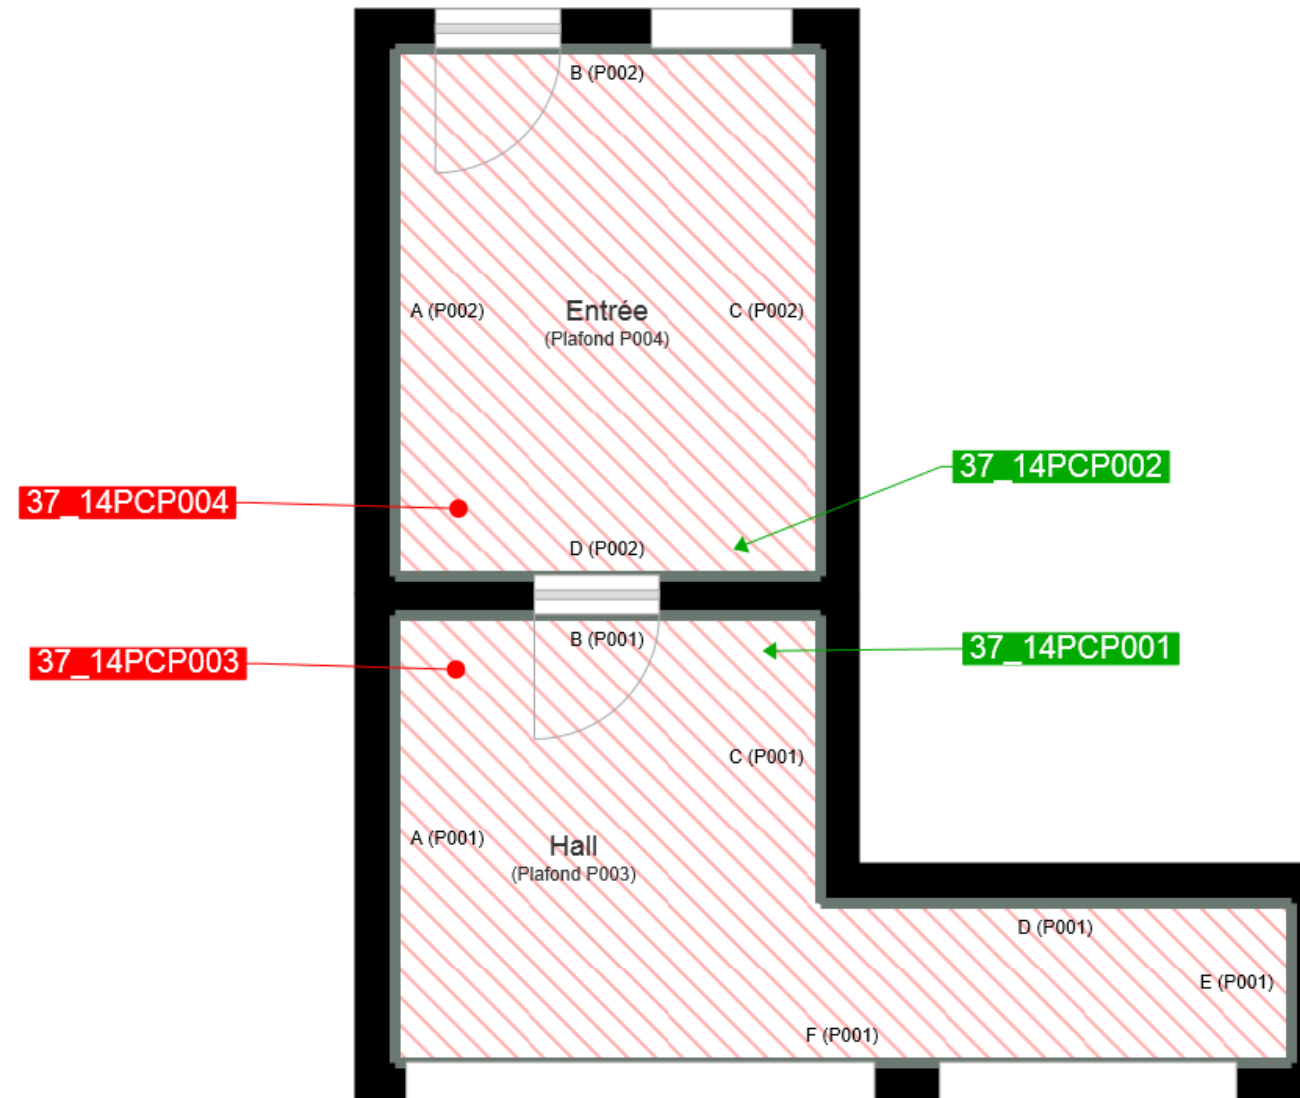 B (P002)
A (P002)
Entrée
C (P002)
(Plafond P004)
37_14PCP002
37_14PCP004
D (P002)
B (P001)
37_14PCP001
37_14PCP003
C (P001)
A (P001)
Hall
(Plafond P003)
D (P001)
E (P001)
F (P001)